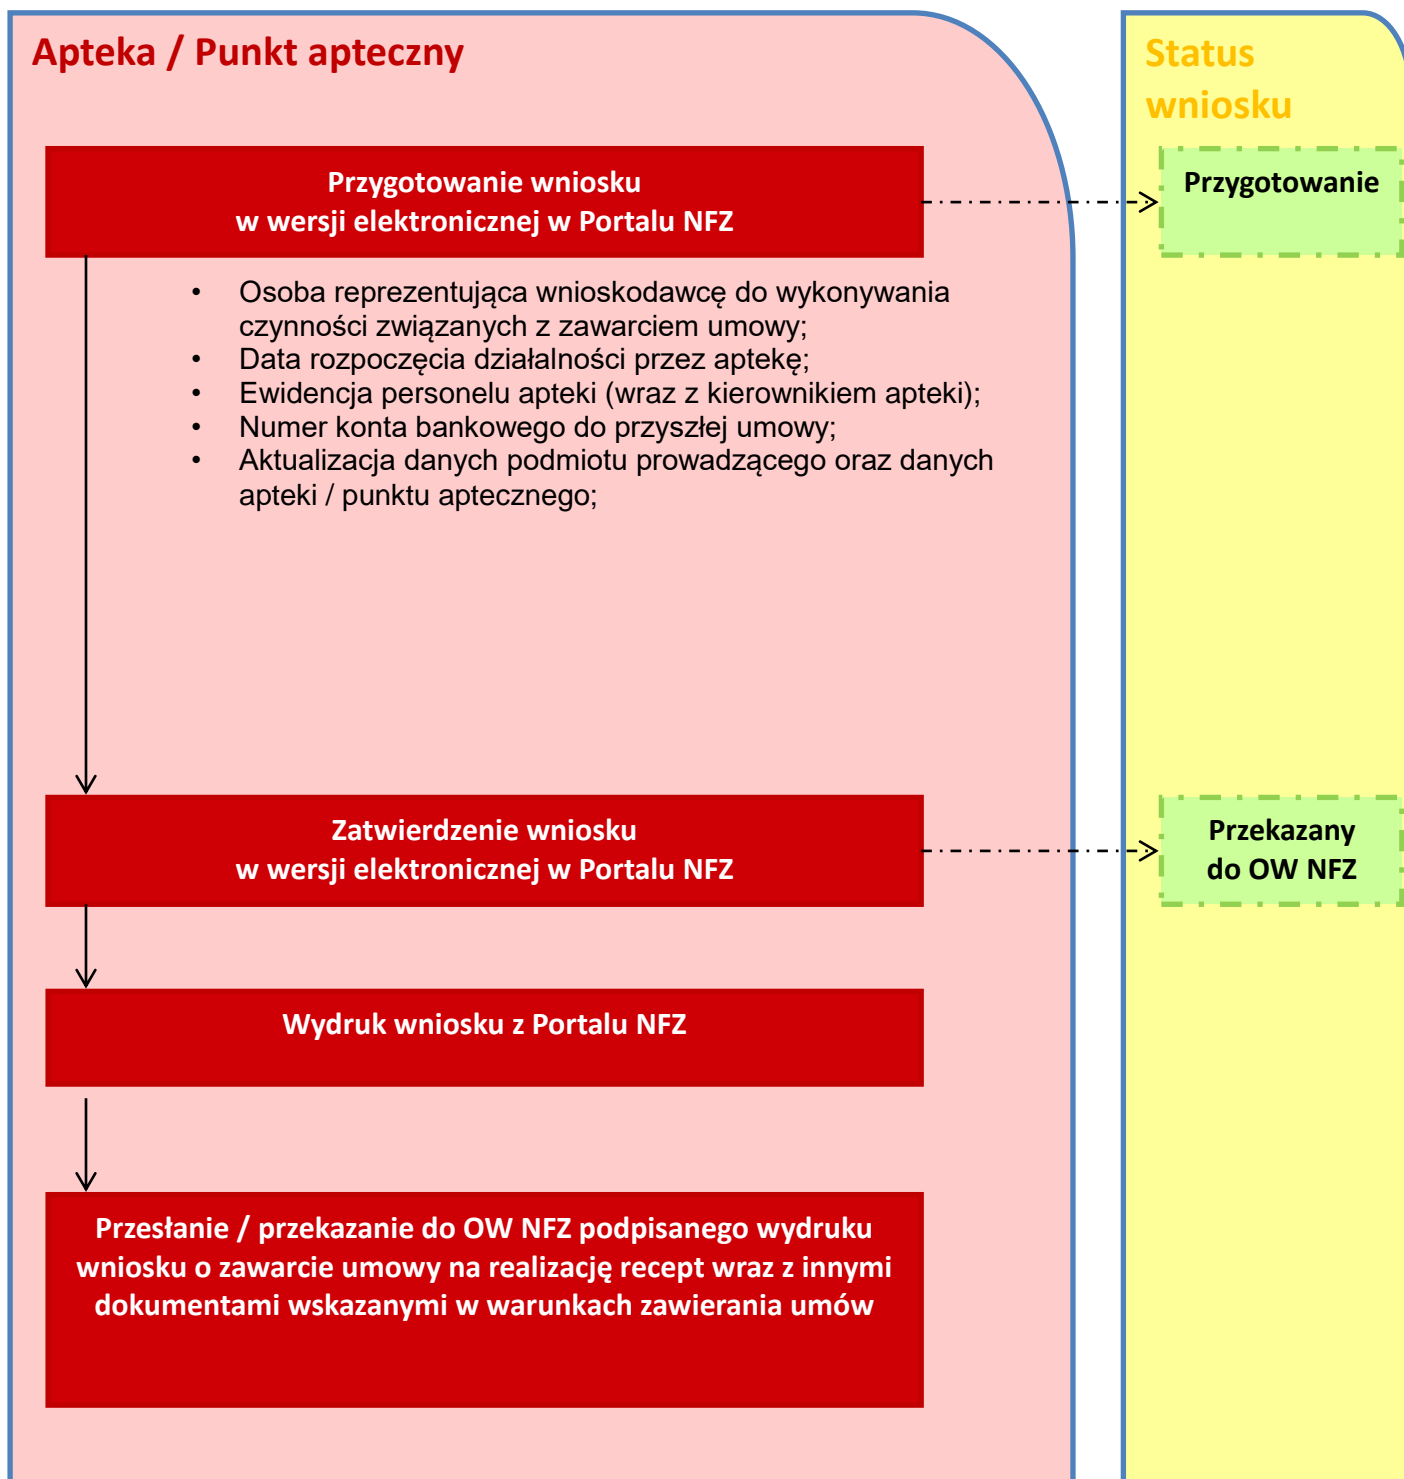 Apteka / Punkt apteczny
Status
wniosku
Przygotowanie wniosku
w wersji elektronicznej w Portalu NFZ
Przygotowanie
• Osoba reprezentująca wnioskodawcę do wykonywania
czynności związanych z zawarciem umowy;
• Data rozpoczęcia działalności przez aptekę;
• Ewidencja personelu apteki (wraz z kierownikiem apteki);
• Numer konta bankowego do przyszłej umowy;
• Aktualizacja danych podmiotu prowadzącego oraz danych
apteki / punktu aptecznego;
Zatwierdzenie wniosku
w wersji elektronicznej w Portalu NFZ
Przekazany
do OW NFZ
Wydruk wniosku z Portalu NFZ
Przesłanie / przekazanie do OW NFZ podpisanego wydruku
wniosku o zawarcie umowy na realizację recept wraz z innymi
dokumentami wskazanymi w warunkach zawierania umów